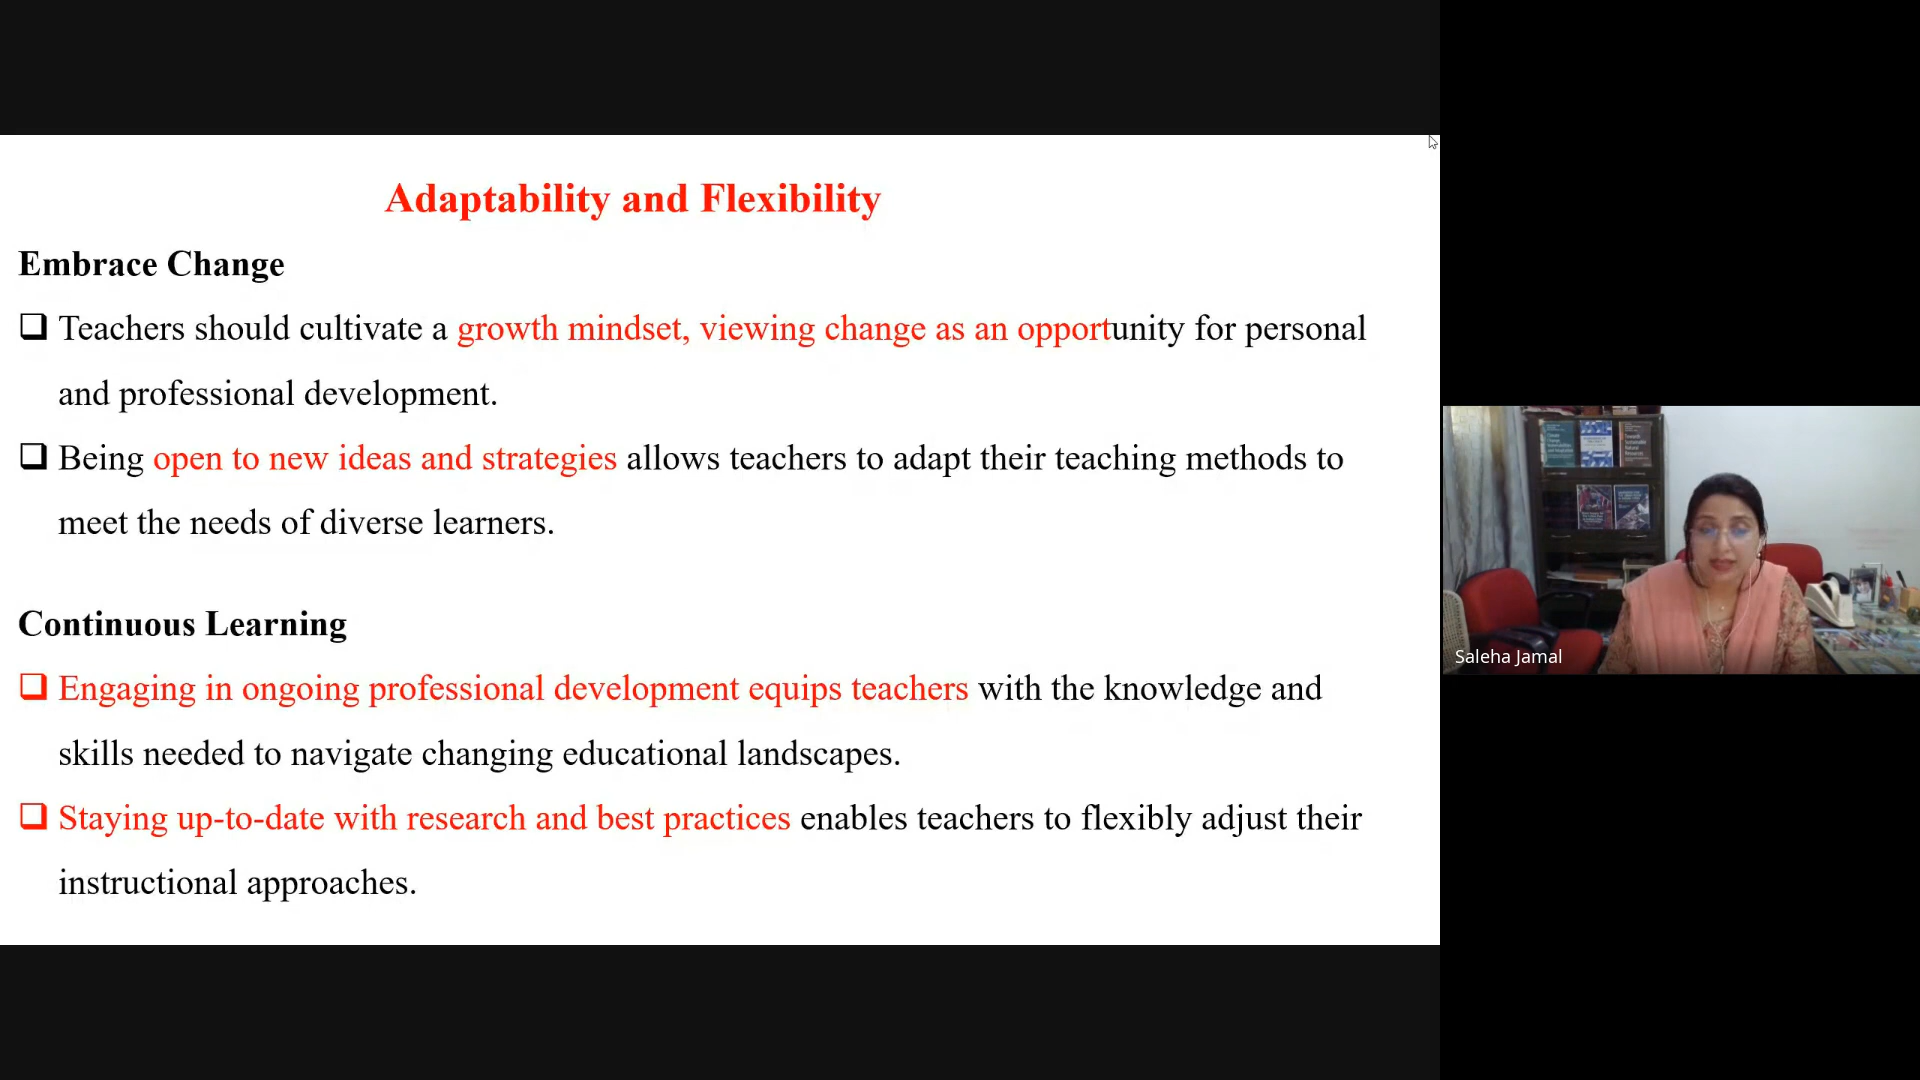 Adaptability and Flexibility
Embrace Change
Teachers should cultivate a growth mindset, viewing change as an opportunity for personal
and professional development.
Being open to new ideas and strategies allows teachers to adapt their teaching methods to
meet the needs of diverse learners.
Continuous Learning
Engaging in ongoing professional development equips teachers with the knowledge and
skills needed to navigate changing educational landscapes.
Staying up-to-date with research and best practices enables teachers to flexibly adjust their
instructional approaches.
Saleha Jamal